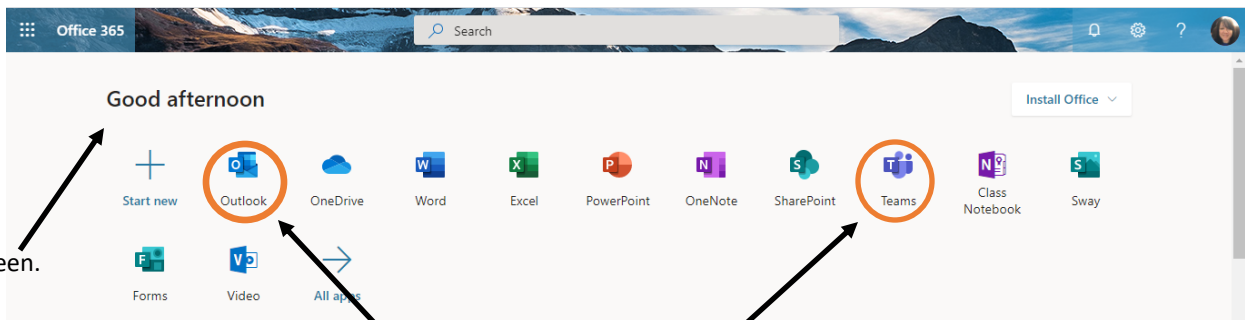 Office 365 Search ?
Good afternoon Install Office
Start new Outlook OneDrive Word Excel PowerPoint OneNote SharePoint Teams Class Notebook Sway
een.
Forms Video All apps